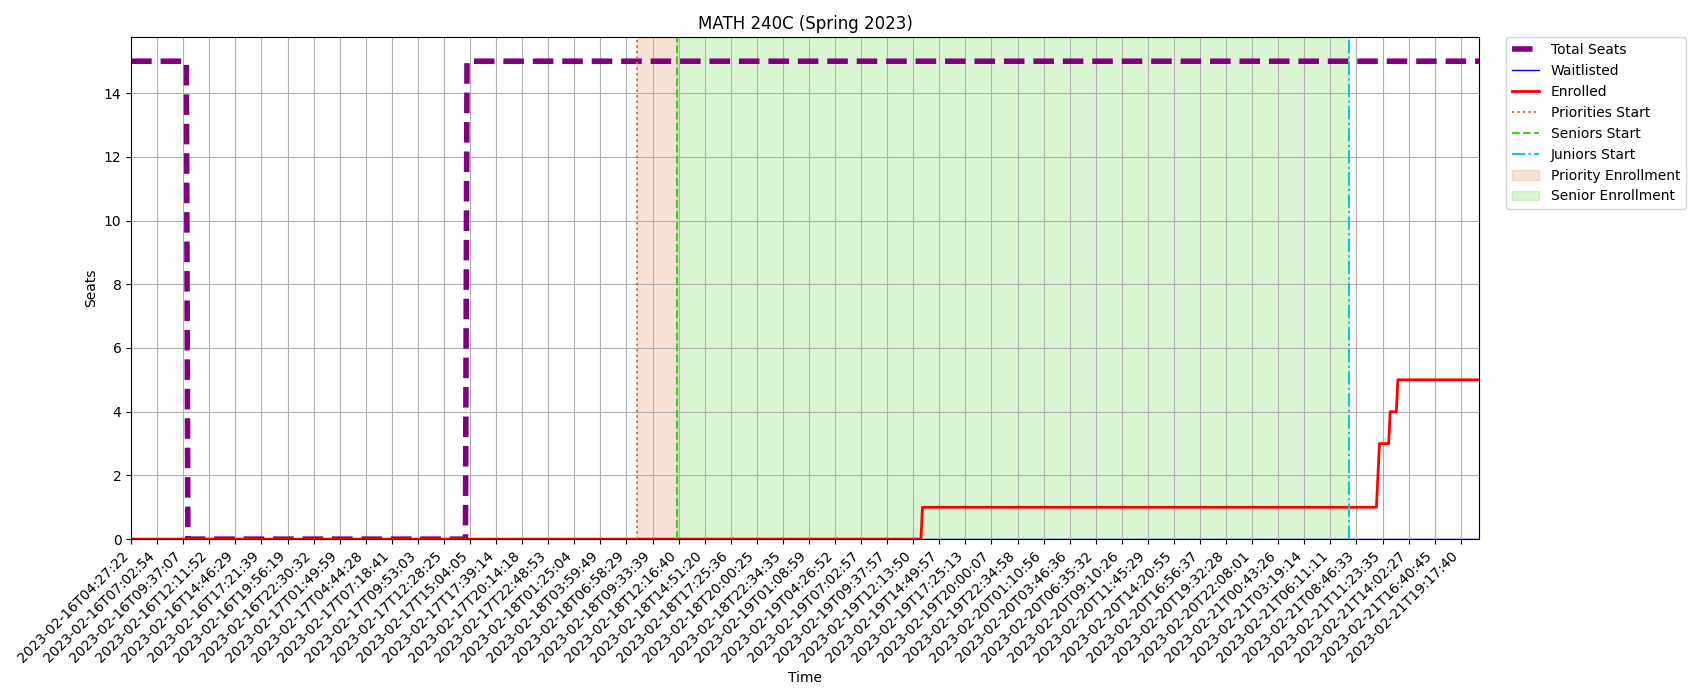 MATH 240C (Spring 2023)
Total Seats
Waitlisted
Enrolled
Priorities Start
Seniors Start
Juniors Start
Priority Enrollment
Senior Enrollment
Seats
14
12
10
8
6
4
2
0
2023-02-16T04:27:22
2023-02-16T07:02:54
2023-02-16T09:37:07
2023-02-16T12:11:52
2023-02-16T14:46:29
2023-02-16T17:21:39
2023-02-16T19:56:19
2023-02-16T22:30:32
2023-02-17T01:49:59
2023-02-17T04:44:28
2023-02-17T07:18:41
2023-02-17T09:53:03
2023-02-17T12:28:25
2023-02-17T15:04:05
2023-02-17T17:39:14
2023-02-17T20:14:18
2023-02-17T22:48:53
2023-02-18T01:25:04
2023-02-18T03:59:49
2023-02-18T06:58:29
2023-02-18T09:33:39
2023-02-18T12:16:40
2023-02-18T14:51:20
2023-02-18T17:25:36
2023-02-18T20:00:25
2023-02-18T22:34:35
2023-02-19T01:08:59
2023-02-19T04:26:52
2023-02-19T07:02:57
2023-02-19T09:37:57
2023-02-19T12:13:50
2023-02-19T14:49:57
2023-02-19T17:25:13
2023-02-19T20:00:07
2023-02-19T22:34:58
2023-02-20T01:10:56
2023-02-20T03:46:36
2023-02-20T06:35:32
2023-02-20T09:10:26
2023-02-20T11:45:29
2023-02-20T14:20:55
2023-02-20T16:56:37
2023-02-20T19:32:28
2023-02-20T22:08:01
2023-02-21T00:43:26
2023-02-21T03:19:14
2023-02-21T06:11:11
2023-02-21T08:46:33
2023-02-21T11:23:35
2023-02-21T14:02:27
2023-02-21T16:40:45
2023-02-21T19:17:40
Time